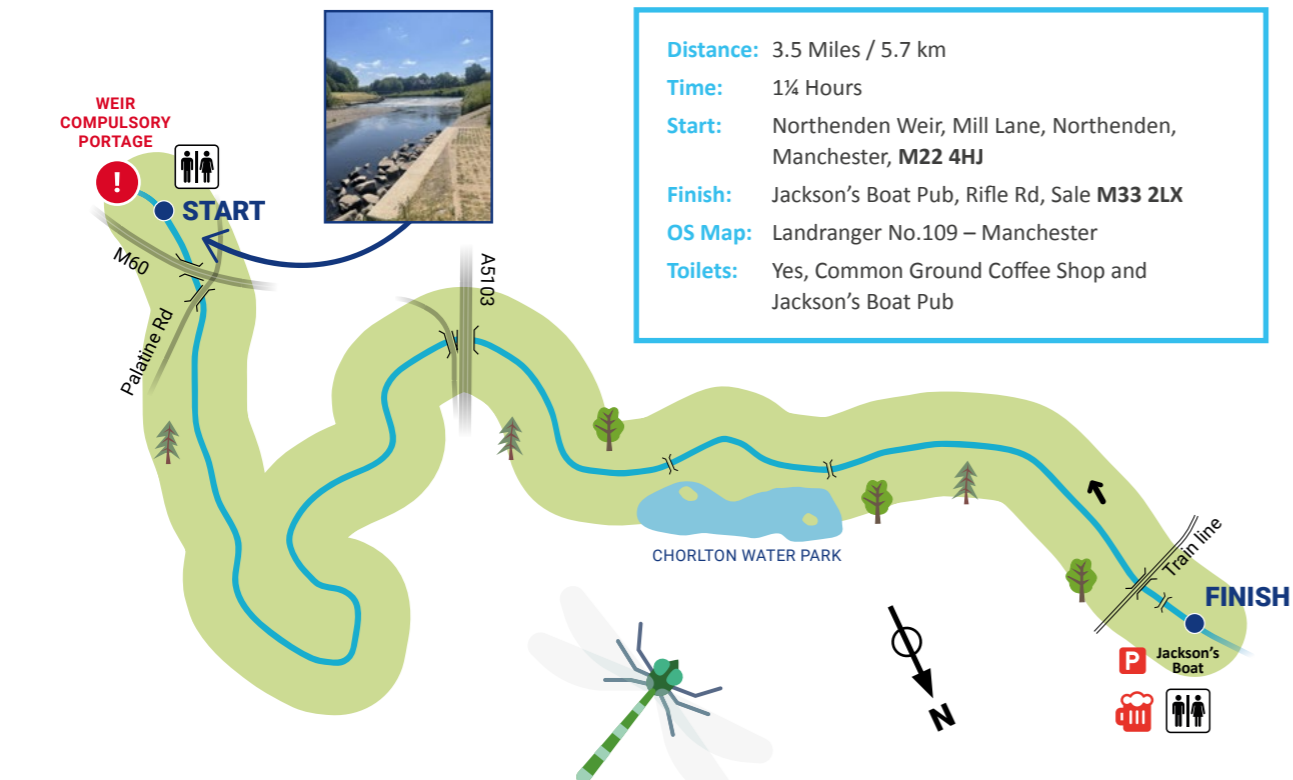 Distance: 3.5 Miles / 5.7 km
Time: 1¼ Hours
Start: Northenden Weir, Mill Lane, Northenden,
Manchester, M22 4HJ
Finish: Jackson’s Boat Pub, Rifle Rd, Sale M33 2LX
OS Map: Landranger No.109 – Manchester
Toilets: Yes, Common Ground Coffee Shop and
Jackson’s Boat Pub
WEIR
COMPULSORY
PORTAGE
!
START
M60
Palatine Rd
A5103
CHORLTON WATER PARK
Train line
FINISH
P
Jackson’s
Boat
N